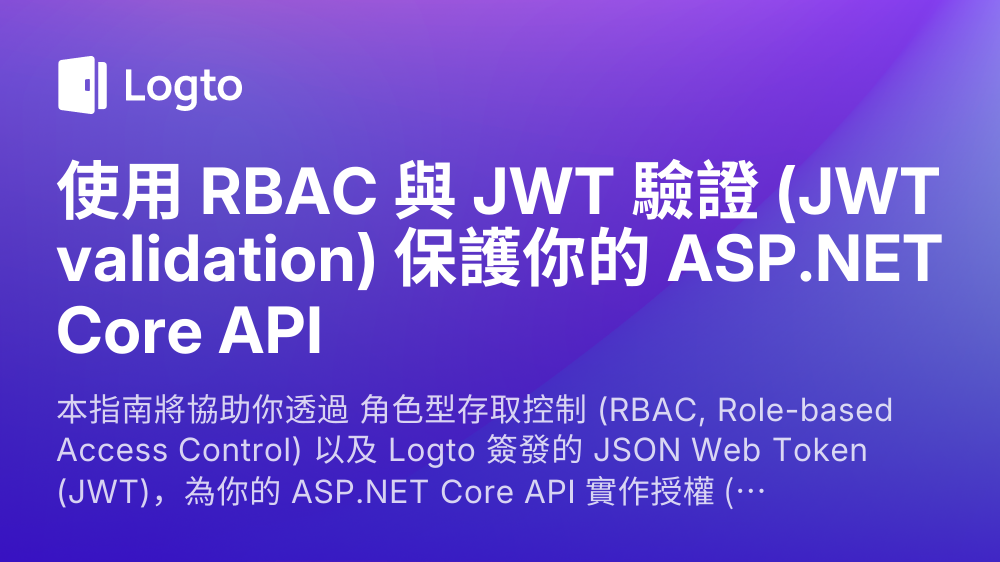 Logto
使用 RBAC 與 JWT 驗證 (JWT
validation) 保護你的 ASP.NET
Core API
本指南將協助你透過 角色型存取控制 (RBAC, Role-based
Access Control) 以及 Logto 簽發的 JSON Web Token
(JWT)，為你的 ASP.NET Core API 實作授權 (⋯